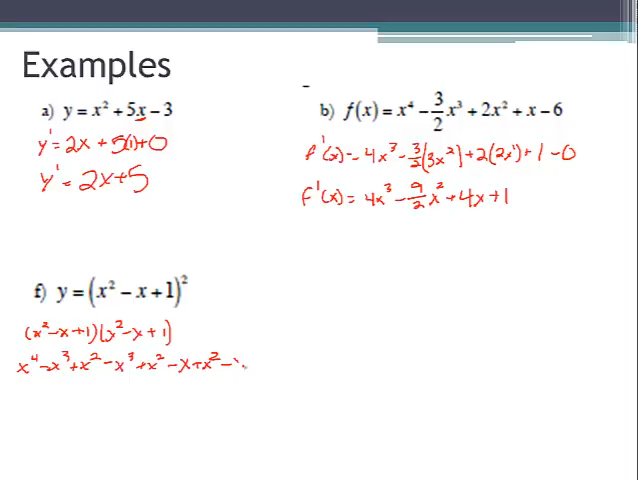 Examples
a) y = x² + 5x − 3
y' = 2x + 5(1) + 0
y' = 2x + 5
b) f(x) = x⁴ − 3/2 x³ + 2x² + x − 6
f'(x) = 4x³ − 3/2(3x²) + 2(2x¹) + 1 − 0
f'(x) = 4x³ − 9/2 x² + 4x + 1
f) y = (x² − x + 1)²
(x² − x + 1)(x² − x + 1)
x⁴ − x³ + x² − x³ + x² − x + x² −